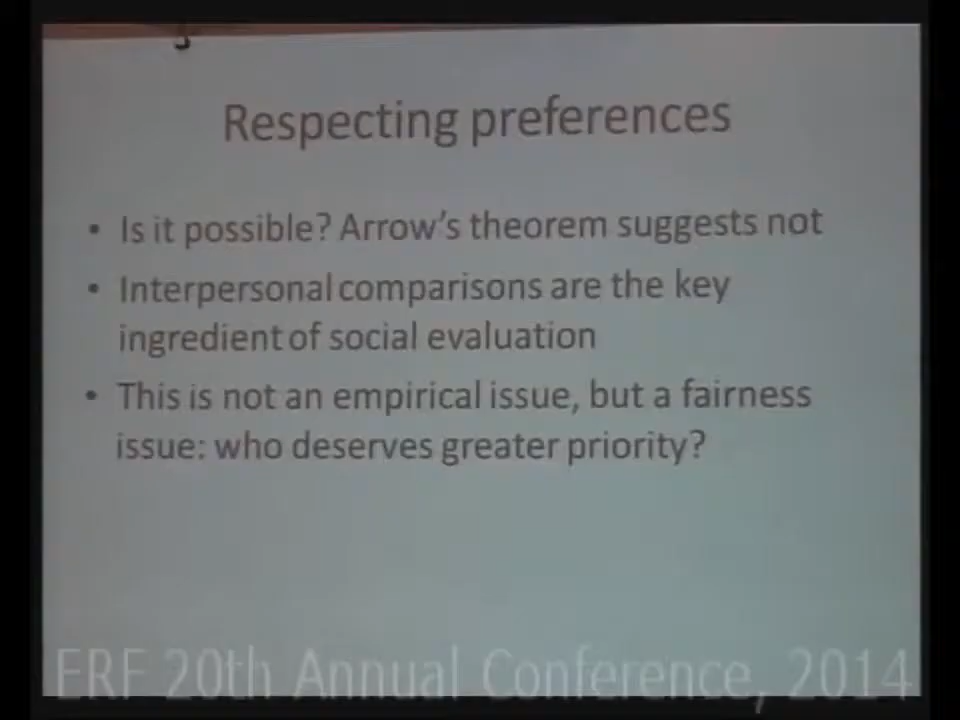 Respecting preferences
• Is it possible? Arrow's theorem suggests not
• Interpersonal comparisons are the key
ingredient of social evaluation
• This is not an empirical issue, but a fairness
issue: who deserves greater priority?
ERF 20th Annual Conference, 2014